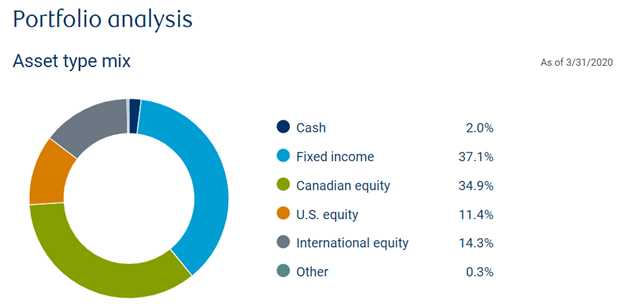 Portfolio analysis
Asset type mix
As of 3/31/2020
Cash 2.0%
Fixed income 37.1%
Canadian equity 34.9%
U.S. equity 11.4%
International equity 14.3%
Other 0.3%